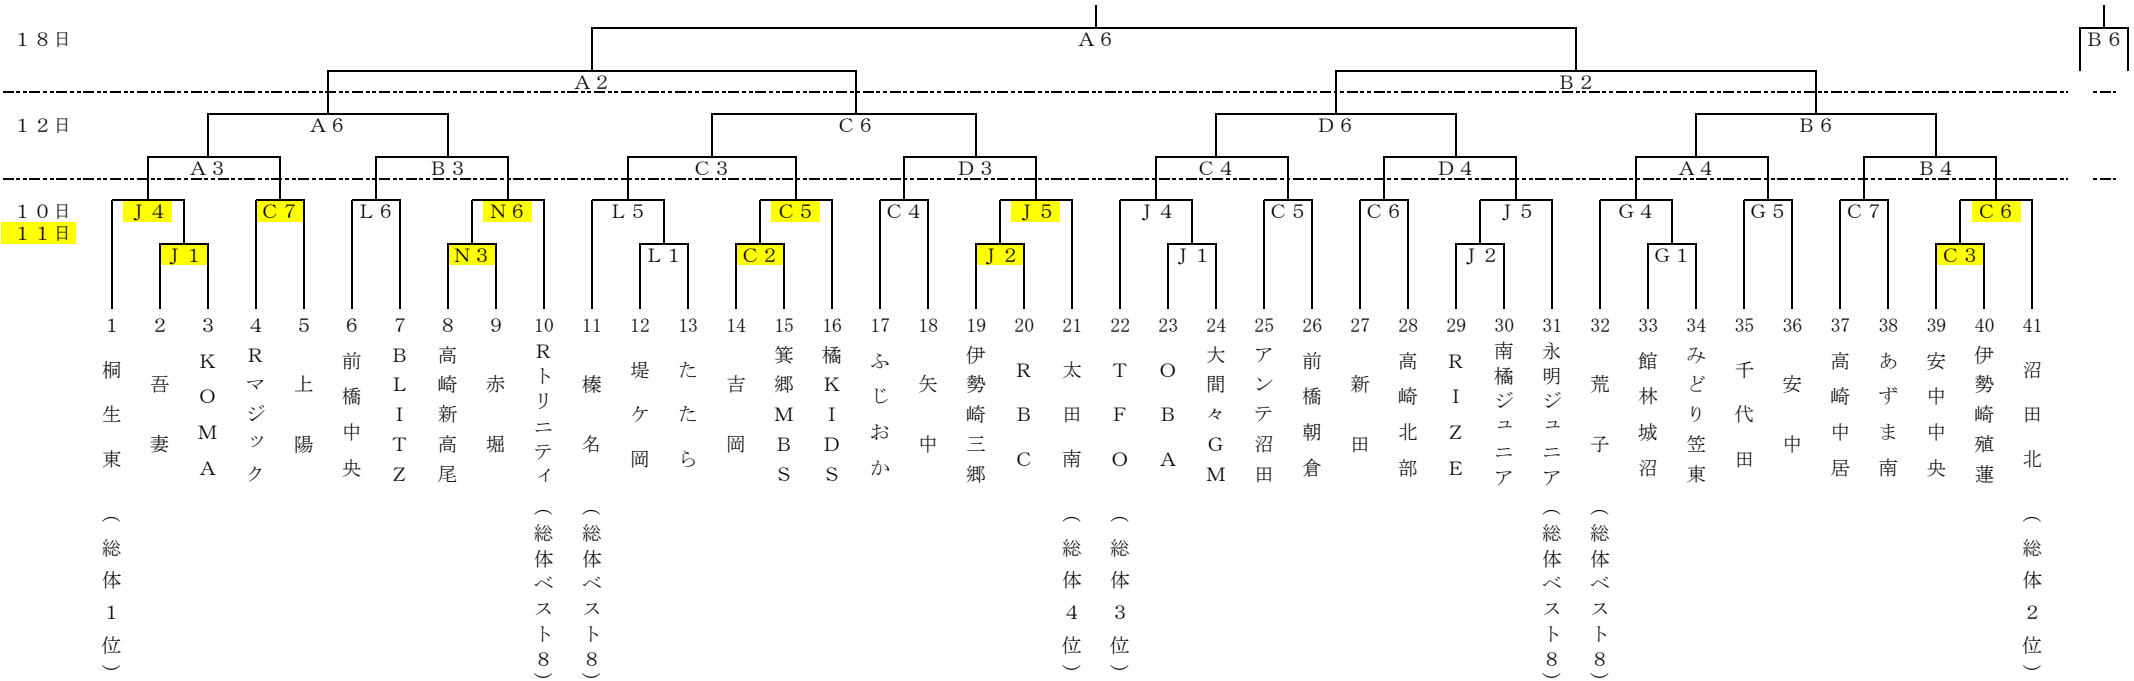 １８日
Ａ６
Ｂ６
Ａ２
Ｂ２
１２日
Ａ６
Ｃ６
Ｄ６
Ｂ６
Ａ３
Ｂ３
Ｃ３
Ｄ３
Ｃ４
Ｄ４
Ａ４
Ｂ４
１０日
Ｊ４
Ｃ７
Ｌ６
Ｎ６
Ｌ５
Ｃ５
Ｃ４
Ｊ５
Ｊ４
Ｃ５
Ｃ６
Ｊ５
Ｇ４
Ｇ５
Ｃ７
Ｃ６
１１日
Ｊ１
Ｎ３
Ｌ１
Ｃ２
Ｊ２
Ｊ１
Ｊ２
Ｇ１
Ｃ３
1
桐生東
（総体１位）
2
吾妻
3
ＫＯＭＡ
4
Ｒマジック
5
上陽
6
前橋中央
7
ＢＬＩＴＺ
8
高崎新高尾
9
赤堀
10
Ｒトリニティ
（総体ベスト８）
11
榛名
（総体ベスト８）
12
堤ケ岡
13
たたら
14
吉岡
15
箕郷ＭＢＳ
16
橘ＫＩＤＳ
17
ふじおか
18
矢中
19
伊勢崎三郷
20
ＲＢＣ
21
太田南
（総体４位）
22
ＴＦＯ
（総体３位）
23
ＯＢＡ
24
大間々ＧＭ
25
アンテ沼田
26
前橋朝倉
27
新田
28
高崎北部
29
ＲＩＺＥ
30
南橘ジュニア
31
永明ジュニア
（総体ベスト８）
32
荒子
（総体ベスト８）
33
館林城沼
34
みどり笠東
35
千代田
36
安中
37
高崎中居
38
あずま南
39
安中中央
40
伊勢崎殖蓮
41
沼田北
（総体２位）